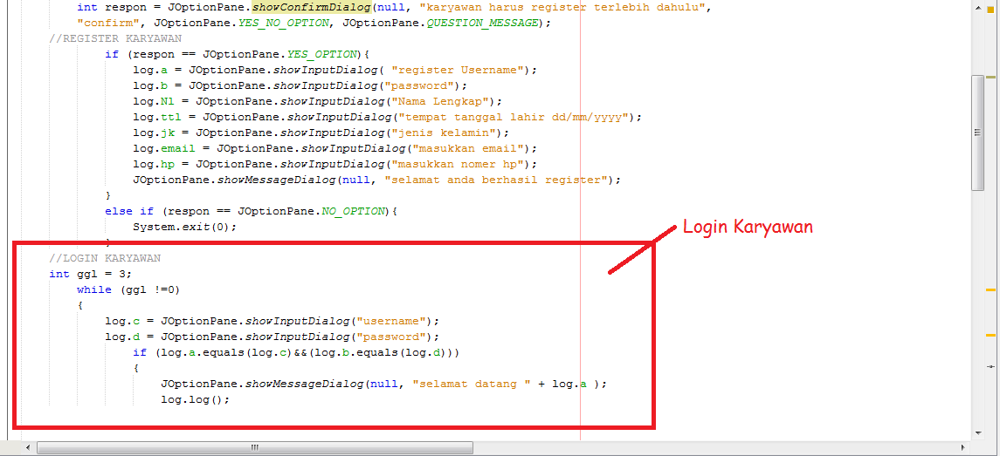 int respon = JOptionPane.showConfirmDialog(null, "karyawan harus register terlebih dahulu",
"confirm", JOptionPane.YES_NO_OPTION, JOptionPane.QUESTION_MESSAGE);
//REGISTER KARYAWAN
if (respon == JOptionPane.YES_OPTION){
log.a = JOptionPane.showInputDialog( "register Username");
log.b = JOptionPane.showInputDialog("password");
log.Nl = JOptionPane.showInputDialog("Nama Lengkap");
log.ttl = JOptionPane.showInputDialog("tempat tanggal lahir dd/mm/yyyy");
log.jk = JOptionPane.showInputDialog("jenis kelamin");
log.email = JOptionPane.showInputDialog("masukkan email");
log.hp = JOptionPane.showInputDialog("masukkan nomer hp");
JOptionPane.showMessageDialog(null, "selamat anda berhasil register");
}
else if (respon == JOptionPane.NO_OPTION){
System.exit(0);
}
Login Karyawan
//LOGIN KARYAWAN
int ggl = 3;
while (ggl !=0)
{
log.c = JOptionPane.showInputDialog("username");
log.d = JOptionPane.showInputDialog("password");
if (log.a.equals(log.c)&&(log.b.equals(log.d)))
{
JOptionPane.showMessageDialog(null, "selamat datang " + log.a );
log.log();